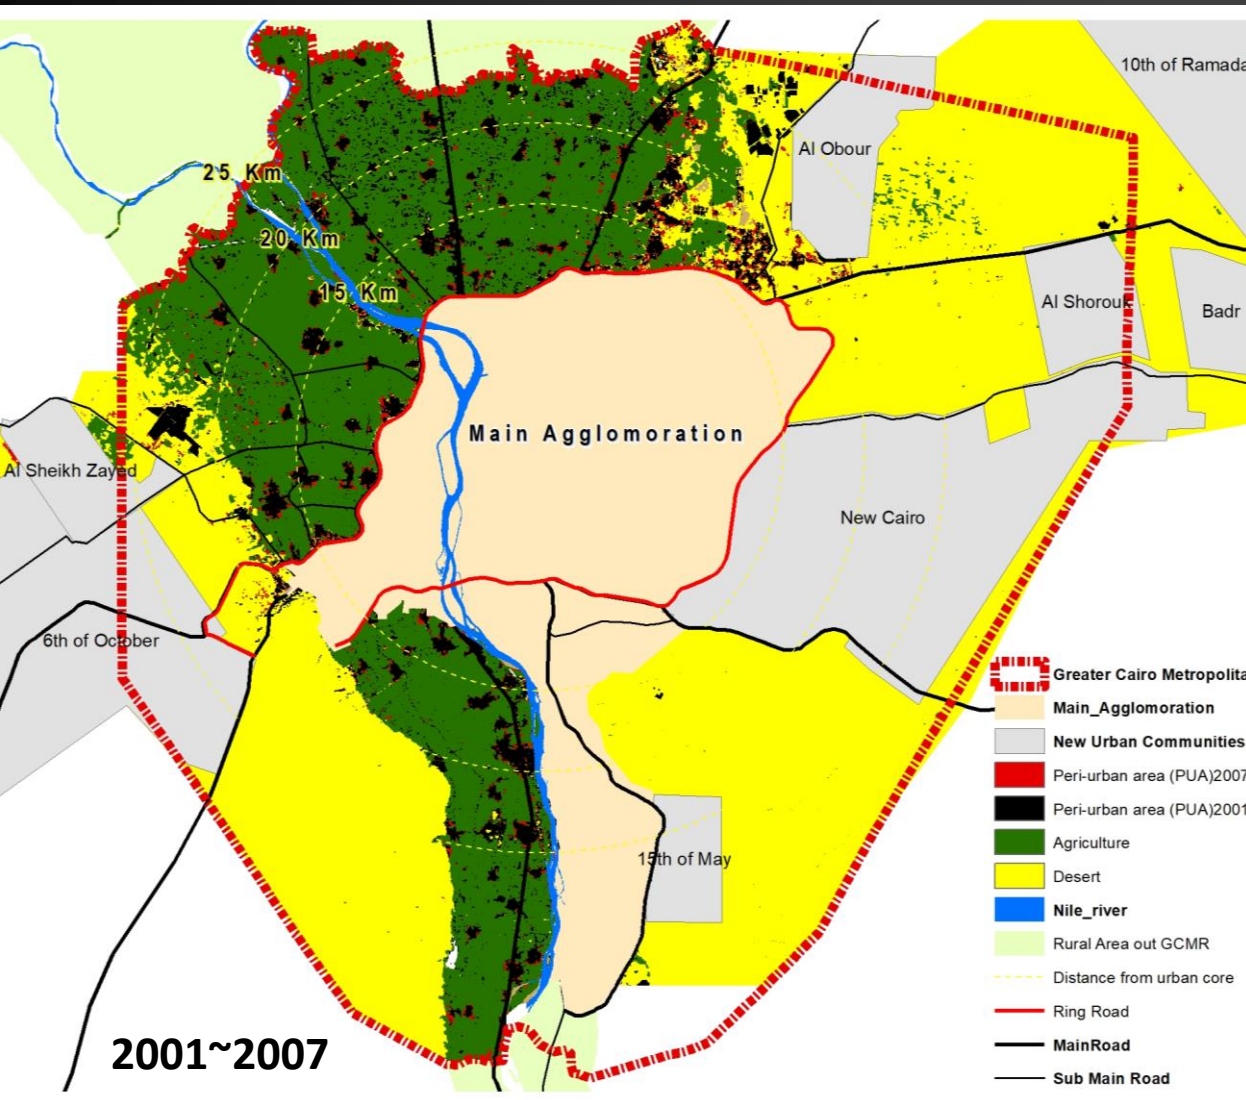 10th of Ramada
Al Obour
25 Km
20 Km
15 Km
Al Shorouk
Badr
Main Agglomoration
Al Sheikh Zayed
New Cairo
6th of October
15th of May
Greater Cairo Metropolita
Main_Agglomoration
New Urban Communities
Peri-urban area (PUA)2007
Peri-urban area (PUA)2001
Agriculture
Desert
Nile_river
Rural Area out GCMR
Distance from urban core
Ring Road
MainRoad
Sub Main Road
2001~2007